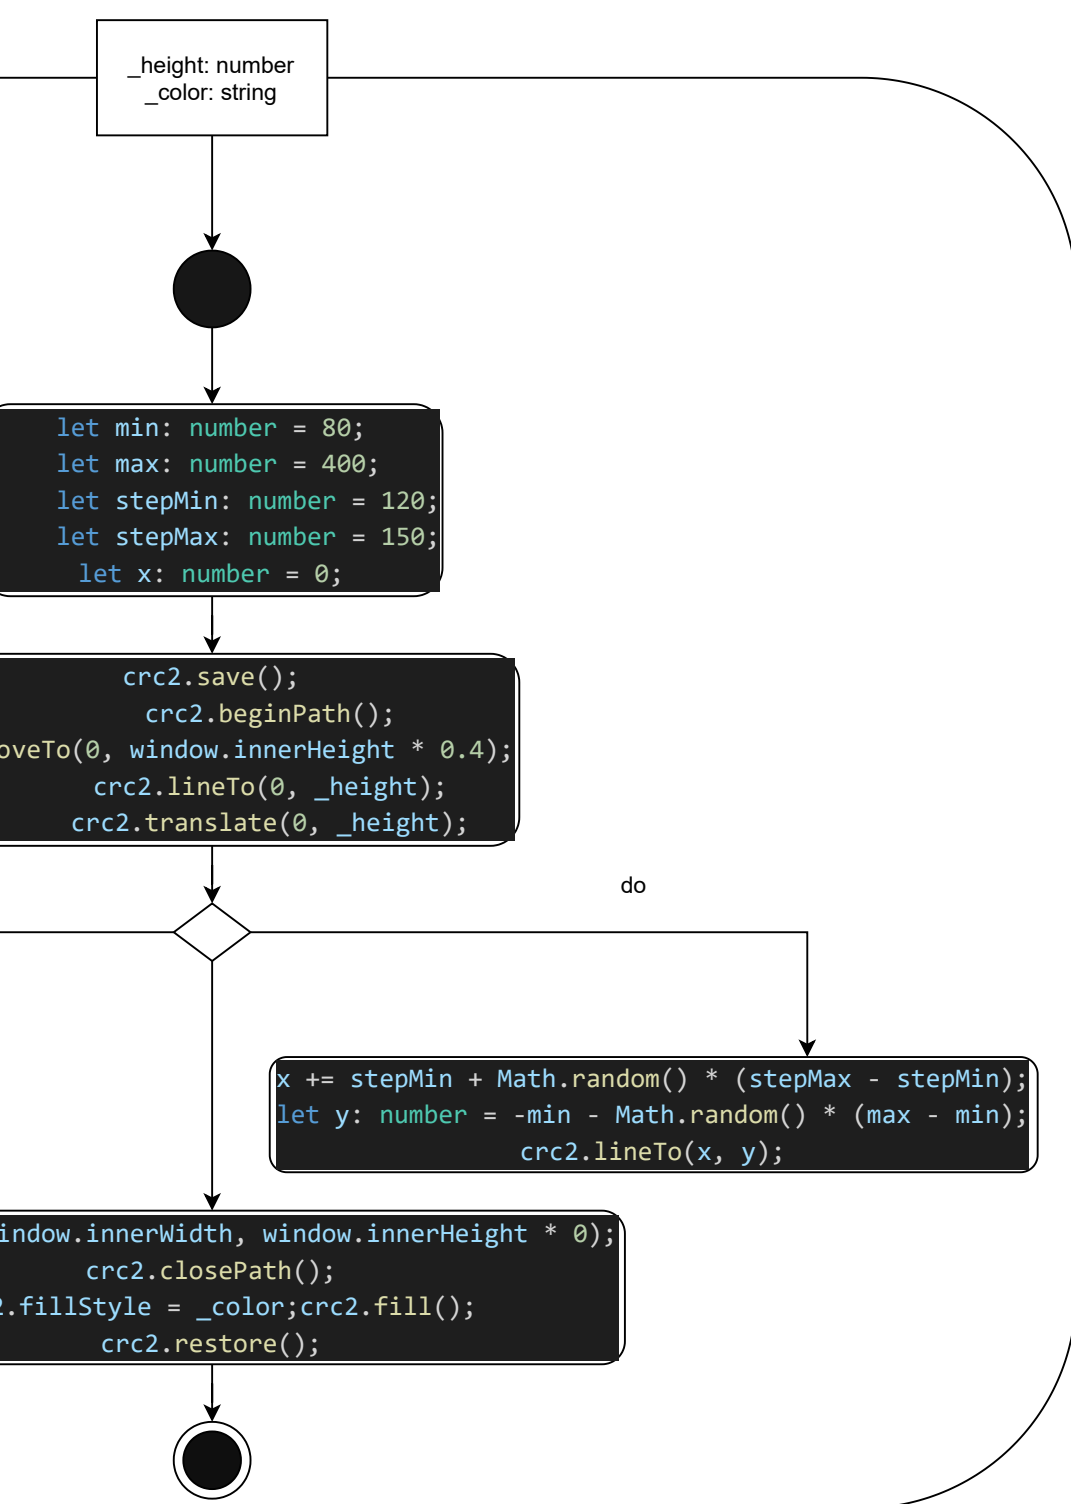 _height: number
_color: string
let min: number = 80;
let max: number = 400;
let stepMin: number = 120;
let stepMax: number = 150;
let x: number = 0;
crc2.save();
crc2.beginPath();
oveTo(0, window.innerHeight * 0.4);
crc2.lineTo(0, _height);
crc2.translate(0, _height);
do
x += stepMin + Math.random() * (stepMax - stepMin);
let y: number = -min - Math.random() * (max - min);
crc2.lineTo(x, y);
indow.innerWidth, window.innerHeight * 0);
crc2.closePath();
2.fillStyle = _color;crc2.fill();
crc2.restore();